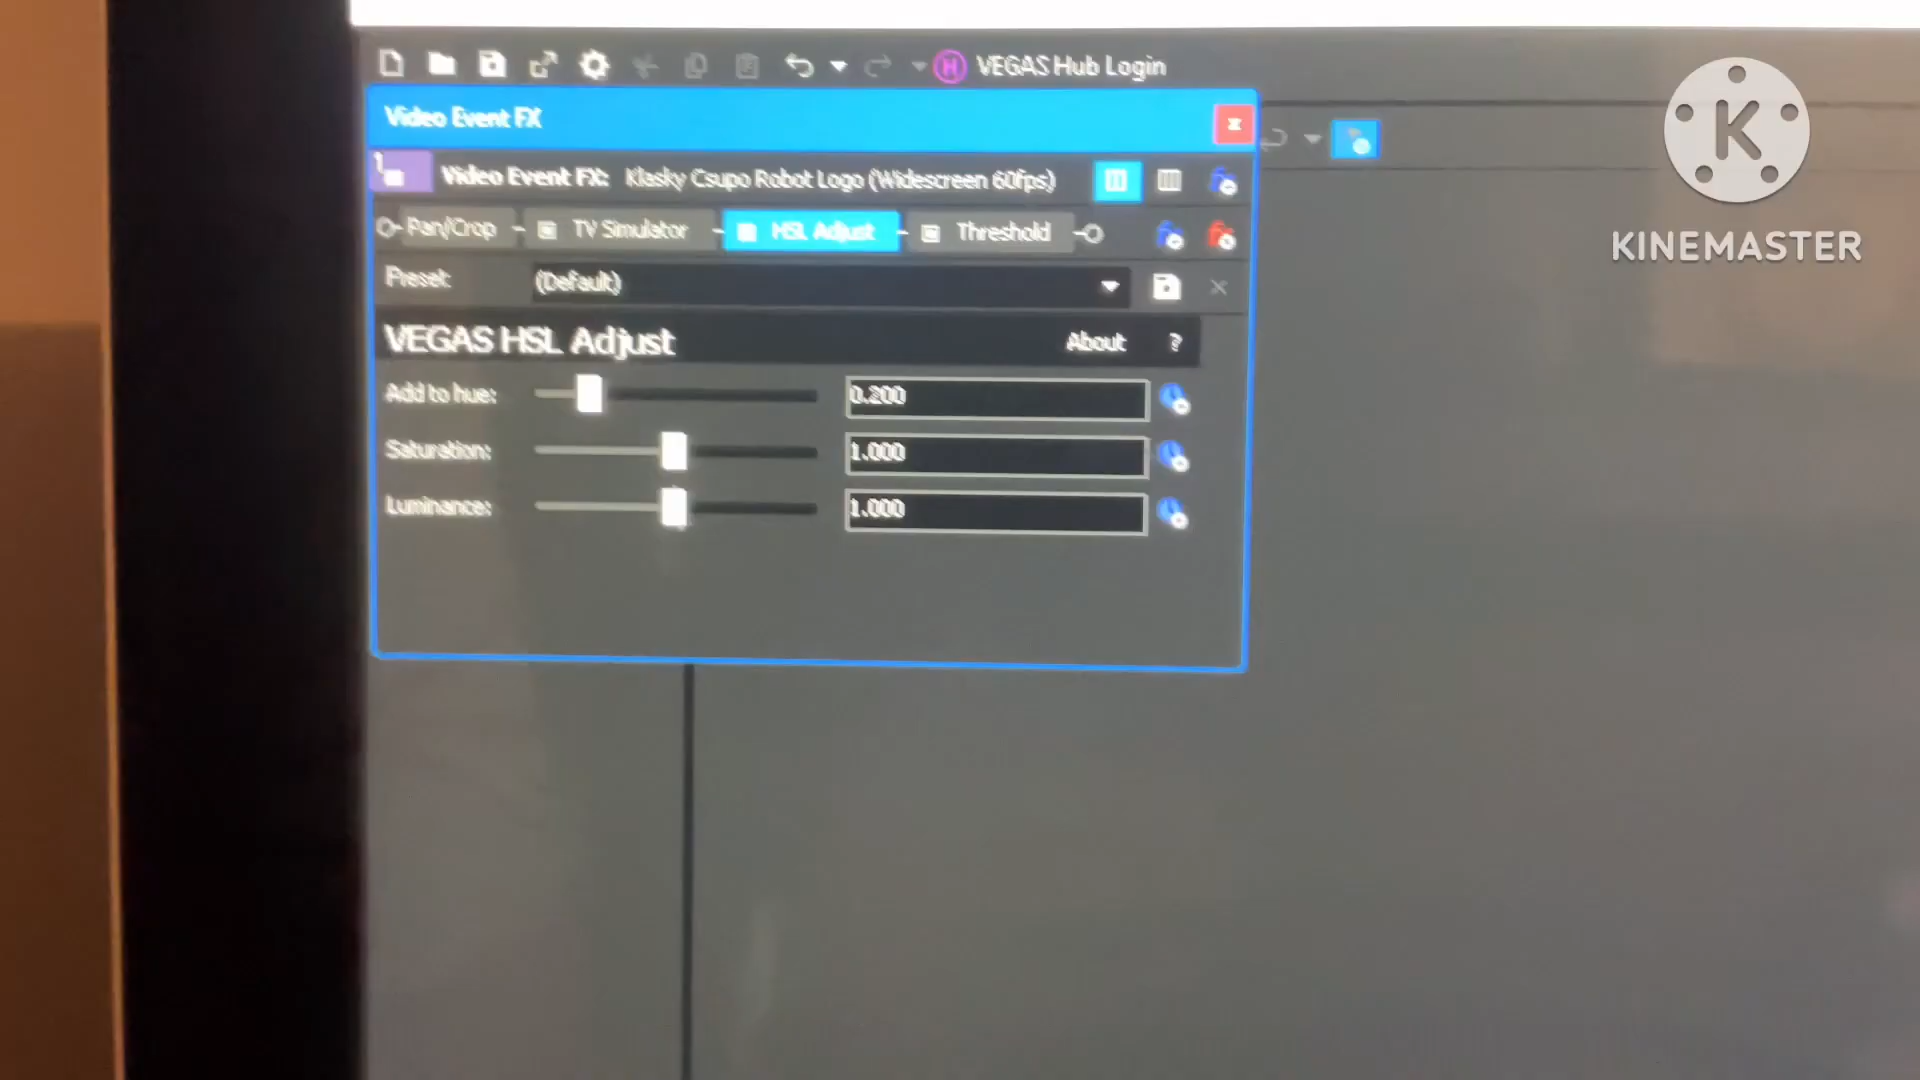 VEGAS Hub Login
Video Event FX
Video Event FX: Klasky Csupo Robot Logo (Widescreen 60fps)
Pan/Crop TV Simulator HSL Adjust Threshold
Preset: (Default)
VEGAS HSL Adjust About ?
Add to hue: 0.200
Saturation: 1.000
Luminance: 1.000
K
KINEMASTER